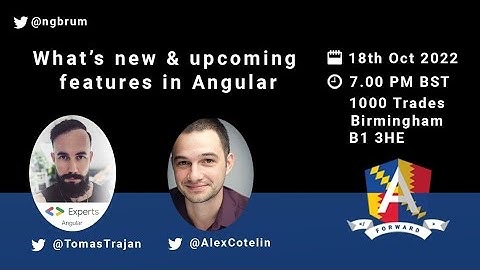 @ngbrum
What's new & upcoming
features in Angular
18th Oct 2022
7.00 PM BST
1000 Trades
Birmingham
B1 3HE
Experts
Angular
@TomasTrajan
@AlexCotelin
A
FORWARD